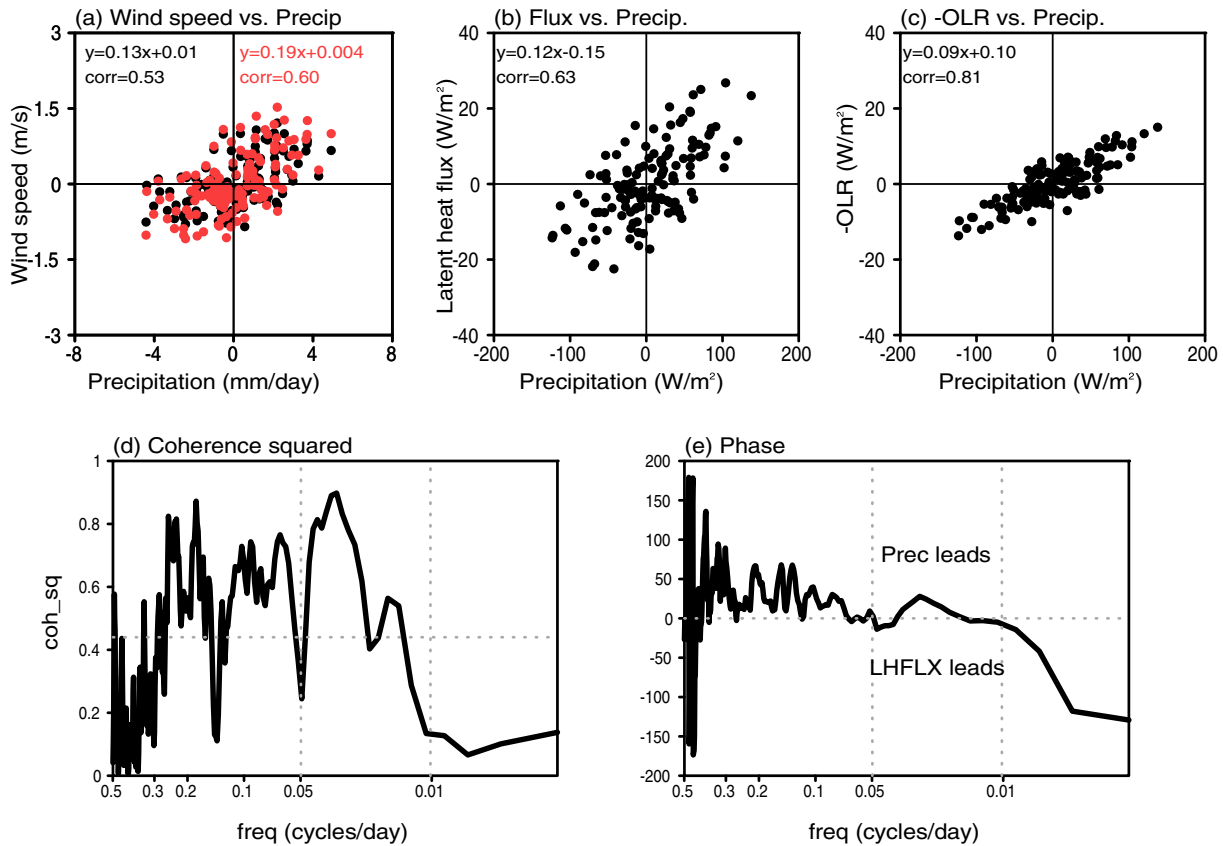 (a) Wind speed vs. Precip
y=0.13x+0.01
corr=0.53
y=0.19x+0.004
corr=0.60
Wind speed (m/s)
3
1.5
0
-1.5
-3
-8
-4
0
4
8
Precipitation (mm/day)
(b) Flux vs. Precip.
y=0.12x-0.15
corr=0.63
Latent heat flux (W/m²)
40
20
0
-20
-40
-200
-100
0
100
200
Precipitation (W/m²)
(c) -OLR vs. Precip.
y=0.09x+0.10
corr=0.81
-OLR (W/m²)
40
20
0
-20
-40
-200
-100
0
100
200
Precipitation (W/m²)
(d) Coherence squared
coh_sq
1
0.8
0.6
0.4
0.2
0
0.5
0.3
0.2
0.1
0.05
0.01
freq (cycles/day)
(e) Phase
200
150
100
50
0
-50
-100
-150
-200
Prec leads
LHFLX leads
0.5
0.3
0.2
0.1
0.05
0.01
freq (cycles/day)